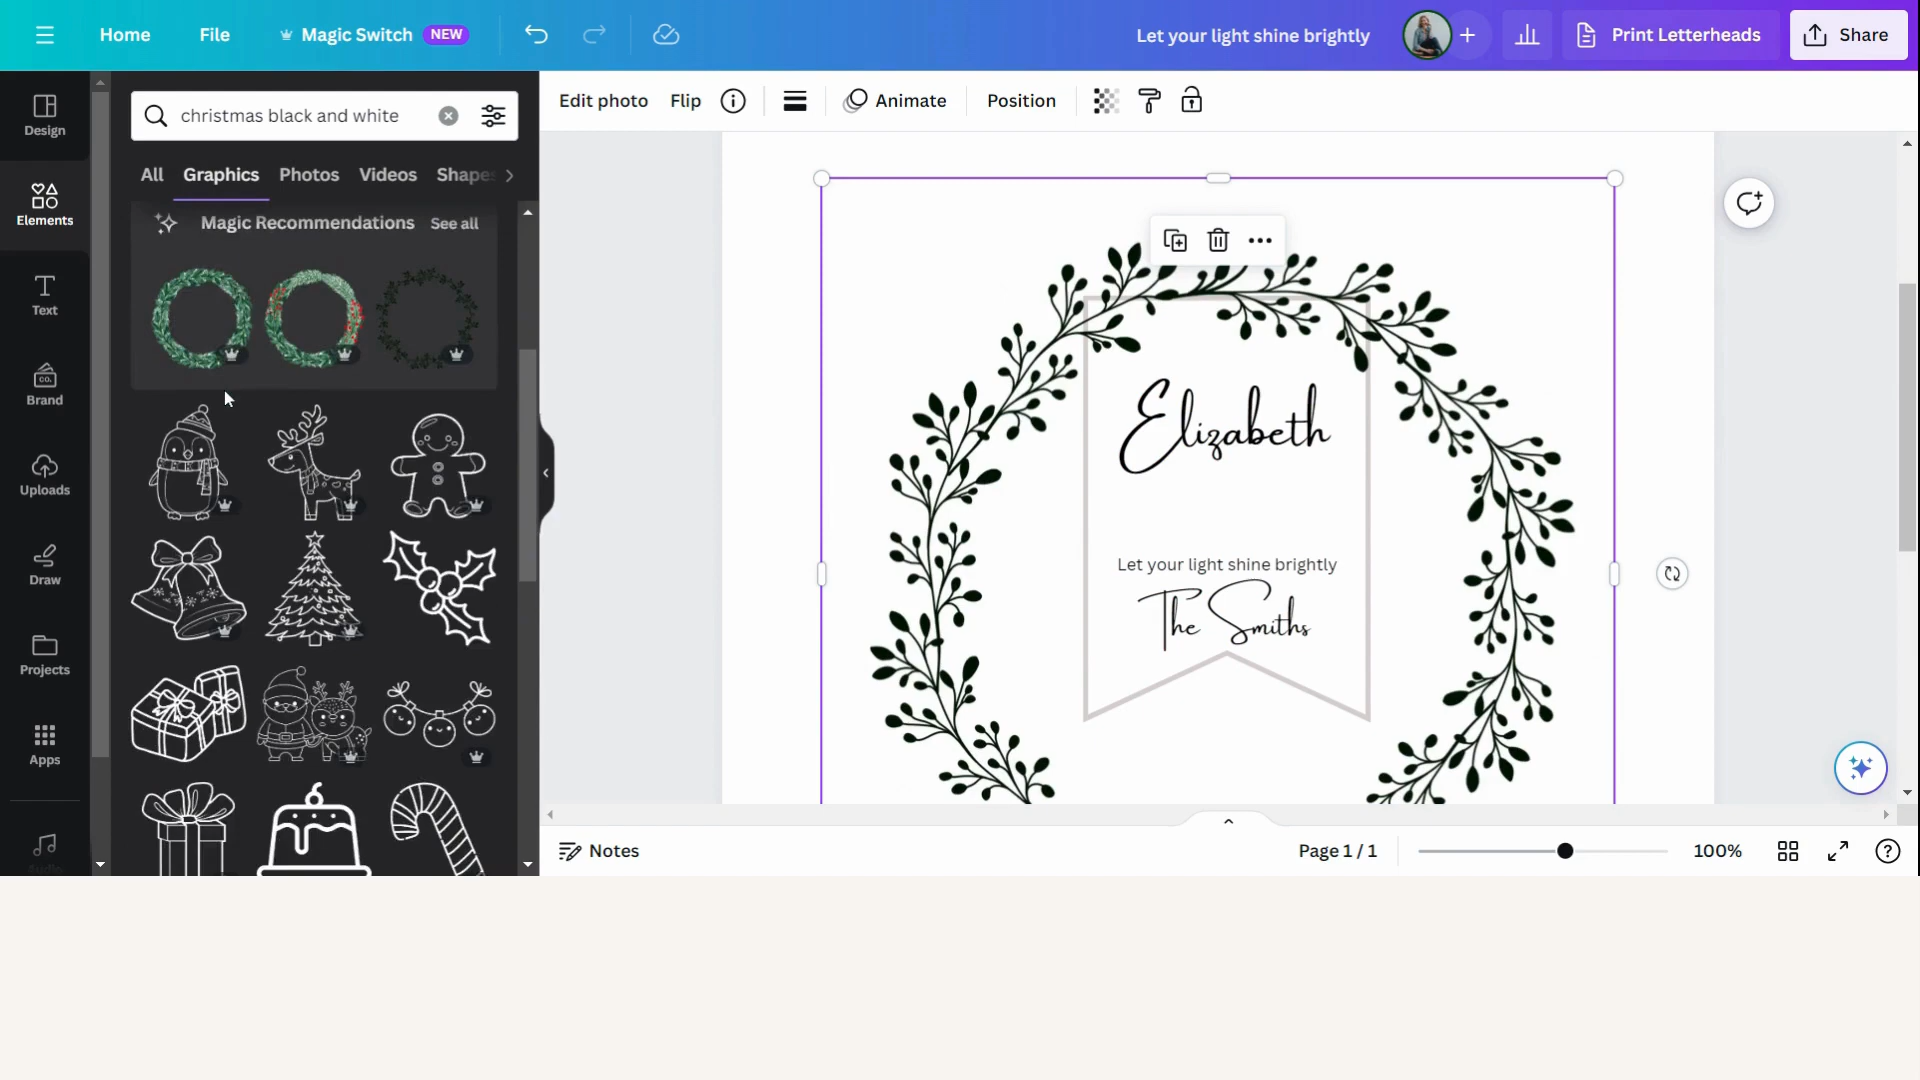 Home
File
Magic Switch NEW
Let your light shine brightly
Print Letterheads
Share
Design
Elements
Text
Brand
CO.
Uploads
Draw
Projects
Apps
christmas black and white
All
Graphics
Photos
Videos
Shapes
Magic Recommendations
See all
Edit photo
Flip
Animate
Position
Elizabeth
Let your light shine brightly
The Smiths
Notes
Page 1 / 1
100%